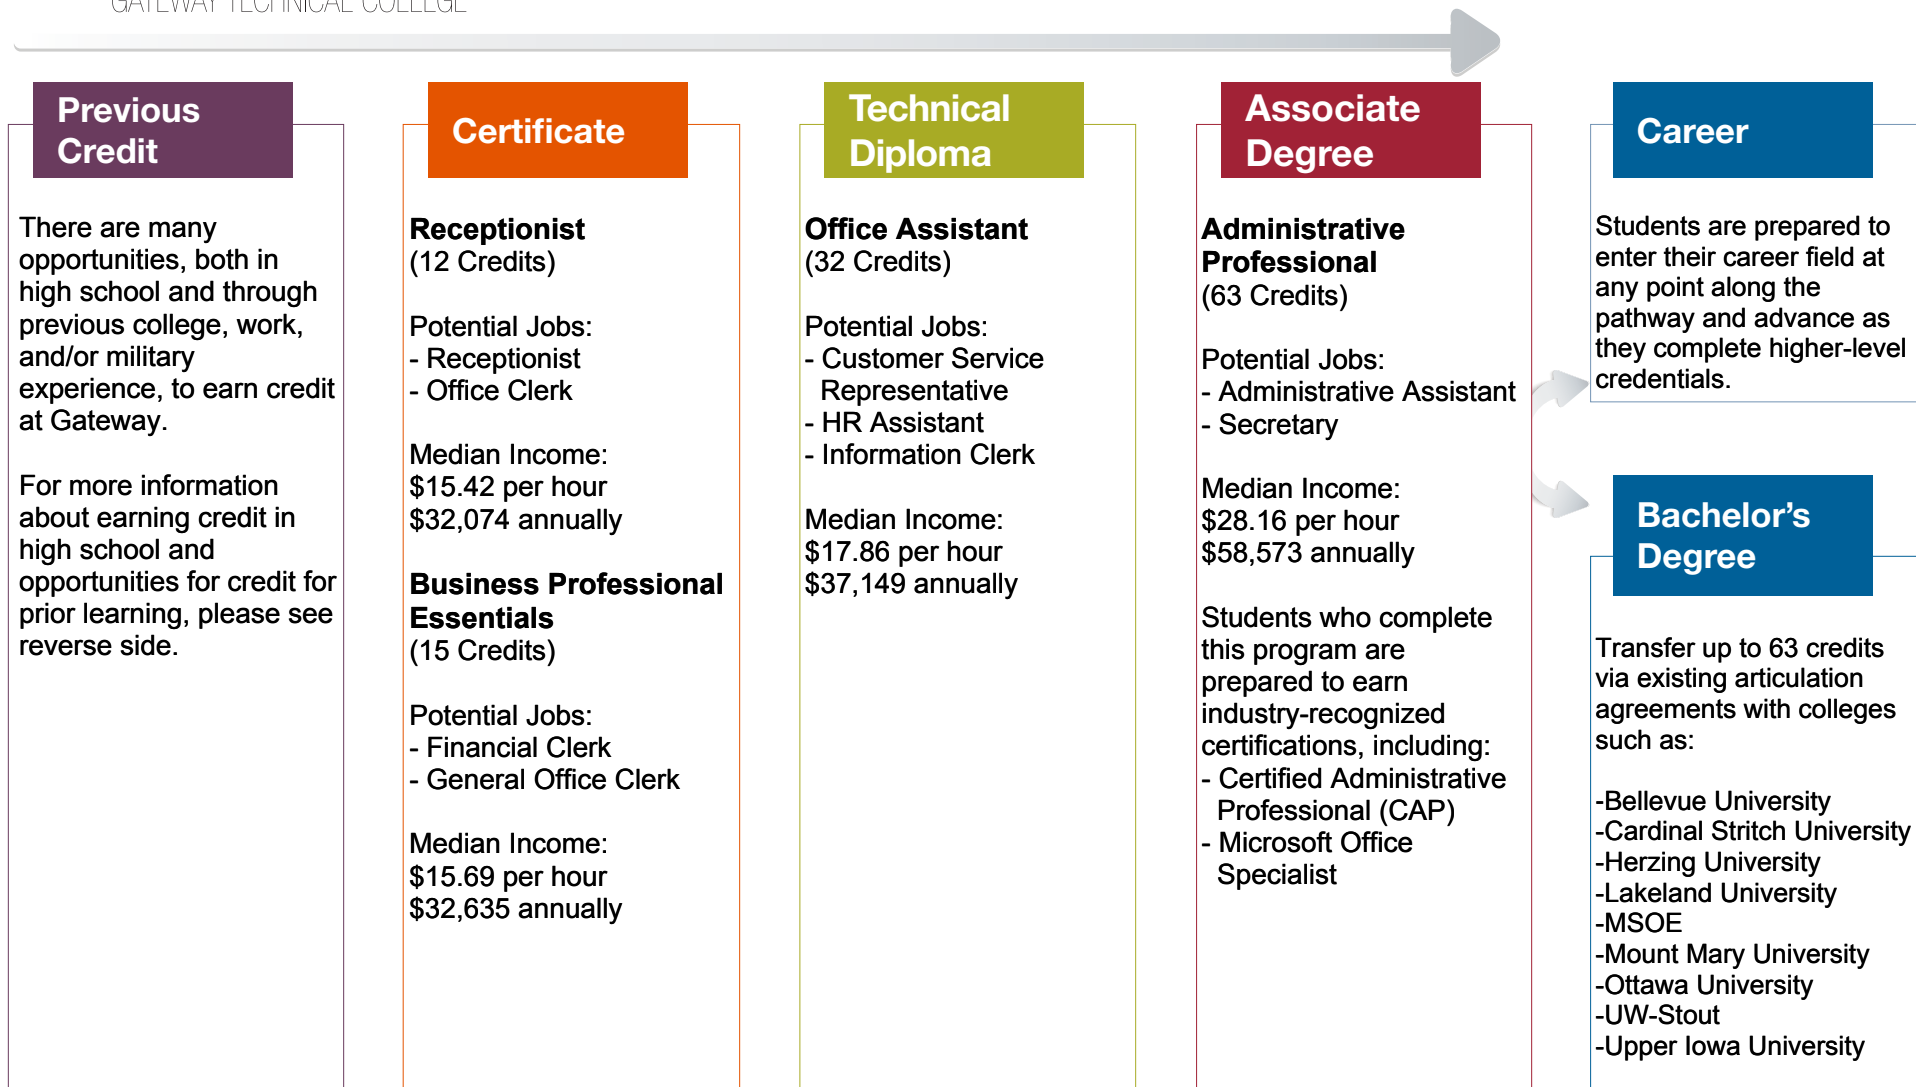 GATEWAY TECHNICAL COLLEGE
Previous
Credit
There are many
opportunities, both in
high school and through
previous college, work,
and/or military
experience, to earn credit
at Gateway.
For more information
about earning credit in
high school and
opportunities for credit for
prior learning, please see
reverse side.
Certificate
Receptionist
(12 Credits)
Potential Jobs:
- Receptionist
- Office Clerk
Median Income:
$15.42 per hour
$32,074 annually
Business Professional
Essentials
(15 Credits)
Potential Jobs:
- Financial Clerk
- General Office Clerk
Median Income:
$15.69 per hour
$32,635 annually
Technical
Diploma
Office Assistant
(32 Credits)
Potential Jobs:
- Customer Service
Representative
- HR Assistant
- Information Clerk
Median Income:
$17.86 per hour
$37,149 annually
Associate
Degree
Administrative
Professional
(63 Credits)
Potential Jobs:
- Administrative Assistant
- Secretary
Median Income:
$28.16 per hour
$58,573 annually
Students who complete
this program are
prepared to earn
industry-recognized
certifications, including:
- Certified Administrative
Professional (CAP)
- Microsoft Office
Specialist
Career
Students are prepared to
enter their career field at
any point along the
pathway and advance as
they complete higher-level
credentials.
Bachelor's
Degree
Transfer up to 63 credits
via existing articulation
agreements with colleges
such as:
-Bellevue University
-Cardinal Stritch University
-Herzing University
-Lakeland University
-MSOE
-Mount Mary University
-Ottawa University
-UW-Stout
-Upper Iowa University